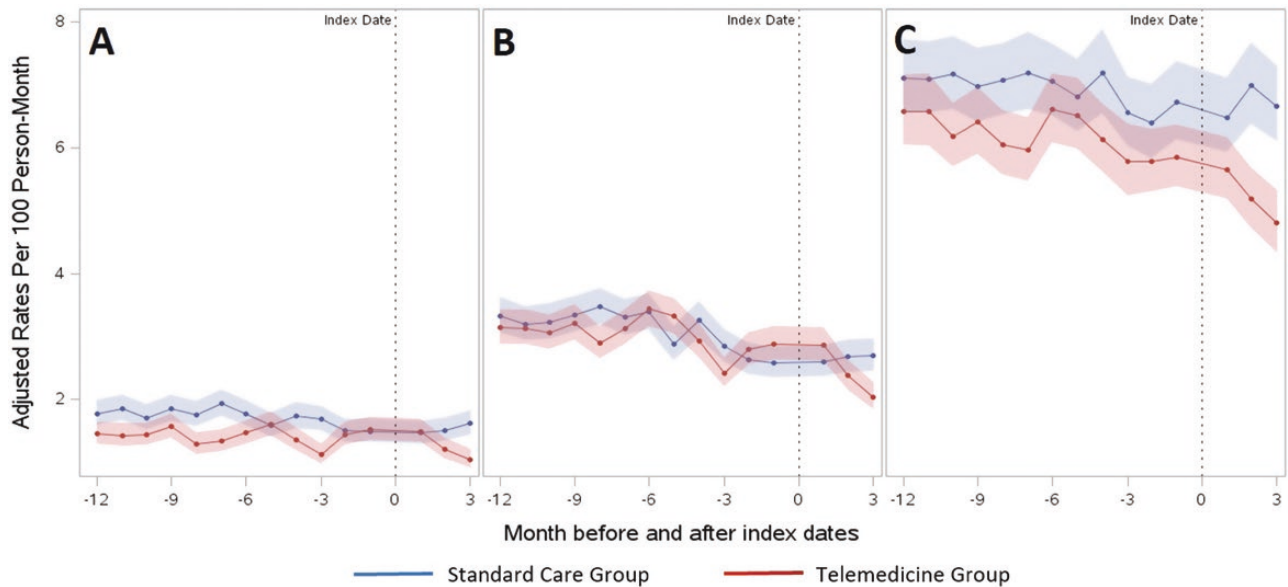 Index Date
Index Date
Index Date
A
B
C
8
6
4
2
Adjusted Rates Per 100 Person-Month
-12 -9 -6 -3 0 3
-12 -9 -6 -3 0 3
-12 -9 -6 -3 0 3
Month before and after index dates
Standard Care Group
Telemedicine Group